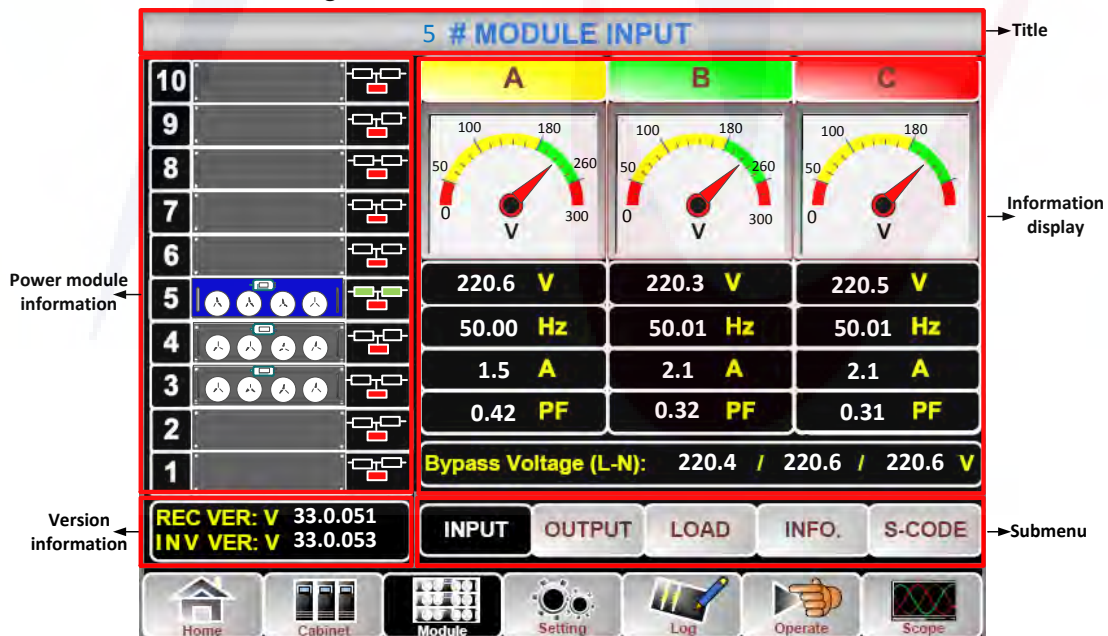 5 # MODULE INPUT
Title
10
9
8
7
6
5
4
3
2
1
Power module
information
A B C
50 100 180 260 300 0 V
50 100 180 260 300 0 V
50 100 180 0 V
220.6 V 220.3 V 220.5 V
50.00 Hz 50.01 Hz 50.01 Hz
1.5 A 2.1 A 2.1 A
0.42 PF 0.32 PF 0.31 PF
Bypass Voltage (L-N): 220.4 / 220.6 / 220.6 V
Information
display
Version
information
REC VER: V 33.0.051
INV VER: V 33.0.053
INPUT OUTPUT LOAD INFO. S-CODE
Submenu
Home Cabinet Module Setting Log Operate Scope